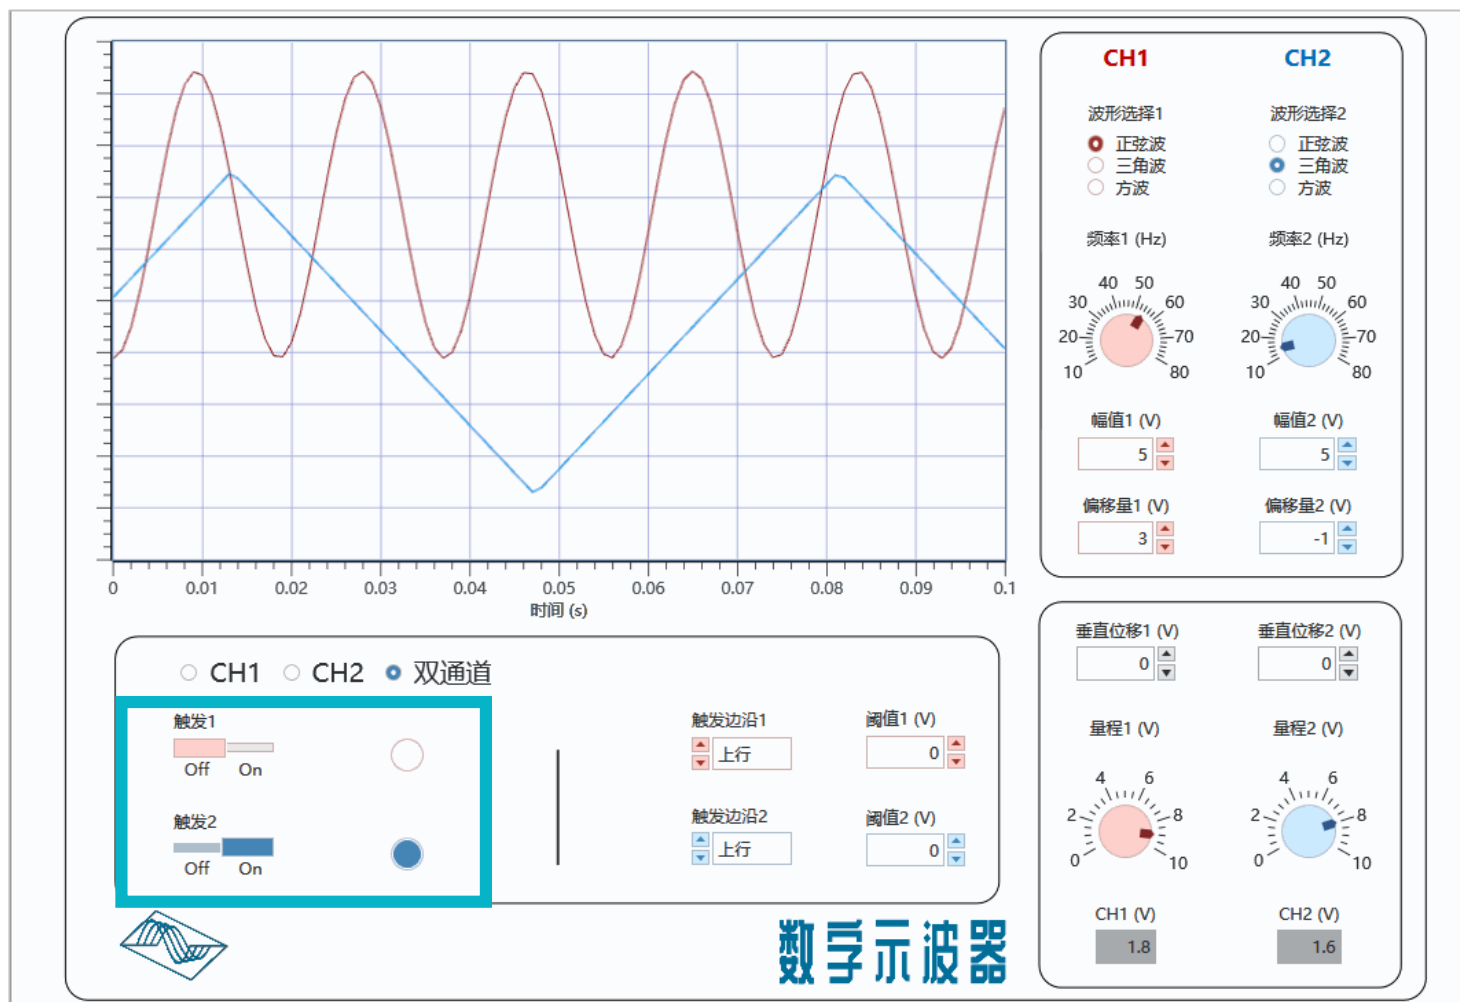 CH1 CH2
波形选择1 波形选择2
正弦波 正弦波
三角波 三角波
方波 方波
频率1 (Hz) 频率2 (Hz)
40 50 40 50
30 60 30 60
20 70 20 70
10 80 10 80
幅值1 (V) 幅值2 (V)
5 5
偏移量1 (V) 偏移量2 (V)
3 -1
0 0.01 0.02 0.03 0.04 0.05 0.06 0.07 0.08 0.09 0.1
时间 (s)
CH1 CH2 双通道
触发1 触发边沿1 阈值1 (V)
上行 0
Off On
触发2 触发边沿2 阈值2 (V)
上行 0
Off On
垂直位移1 (V) 垂直位移2 (V)
0 0
量程1 (V) 量程2 (V)
4 6 4 6
2 8 2 8
0 10 0 10
CH1 (V) CH2 (V)
1.8 1.6
数字示波器